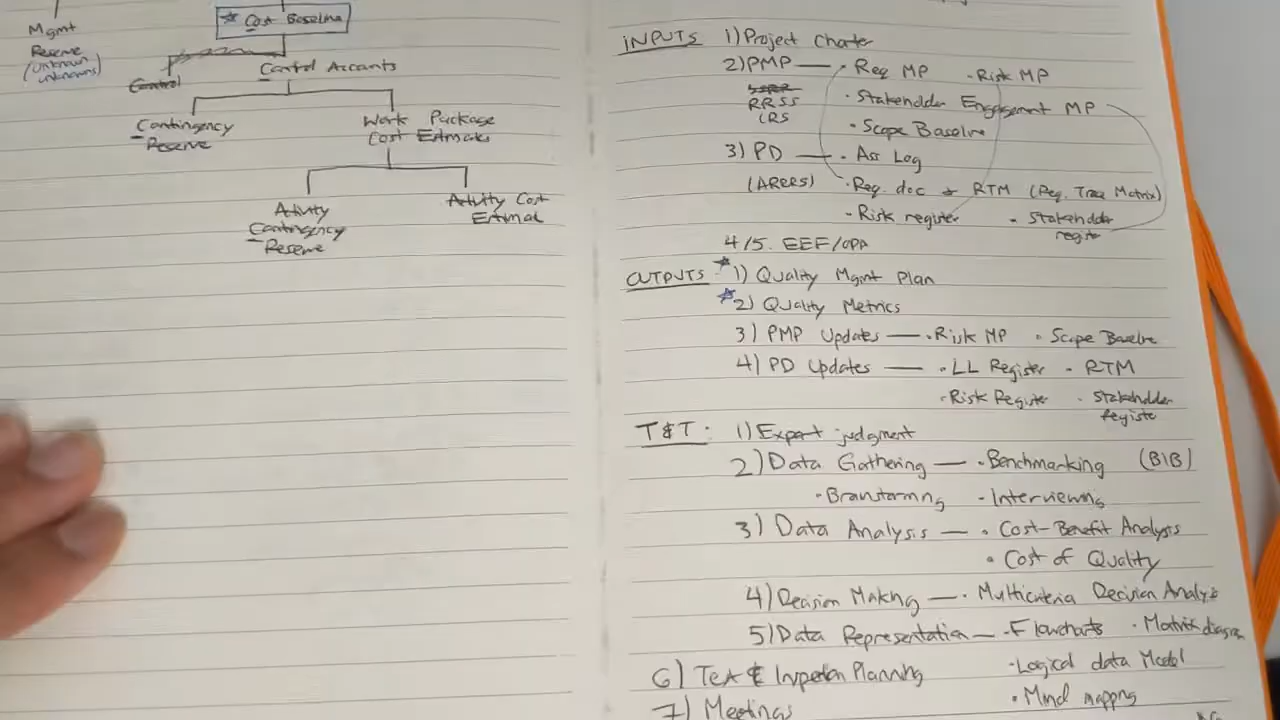 Mgmt
Reserve
(unknown
unknowns)
★ Cost Baseline
Control
Control Accounts
Contingency
Reserve
Work Package
Cost Estimates
Activity
Contingency
Reserve
Activity Cost
Estimat
INPUTS 1) Project Charter
2) PMP — · Req MP · Risk MP
RRSS · Stakeholder Engagement MP
· Scope Baseline
3) PD — · Ass Log
(ARRRS) · Req. doc & RTM (Req. Trace Matrix)
· Risk register · Stakeholder
register
4/5. EEF/OPA
OUTPUTS ★ 1) Quality Mgmt Plan
★ 2) Quality Metrics
3) PMP Updates — · Risk MP · Scope Baseline
4) PD Updates — · LL Register · RTM
· Risk Register · Stakeholder
Register
T&T: 1) Expert judgment
2) Data Gathering — · Benchmarking (BIB)
· Brainstorming · Interviewing
3) Data Analysis — · Cost-Benefit Analysis
· Cost of Quality
4) Decision Making — · Multicriteria Decision Analysis
5) Data Representation — · Flowcharts · Matrix diagram
6) Test & Inspection Planning · Logical data Model
· Mind mapping
7) Meetings